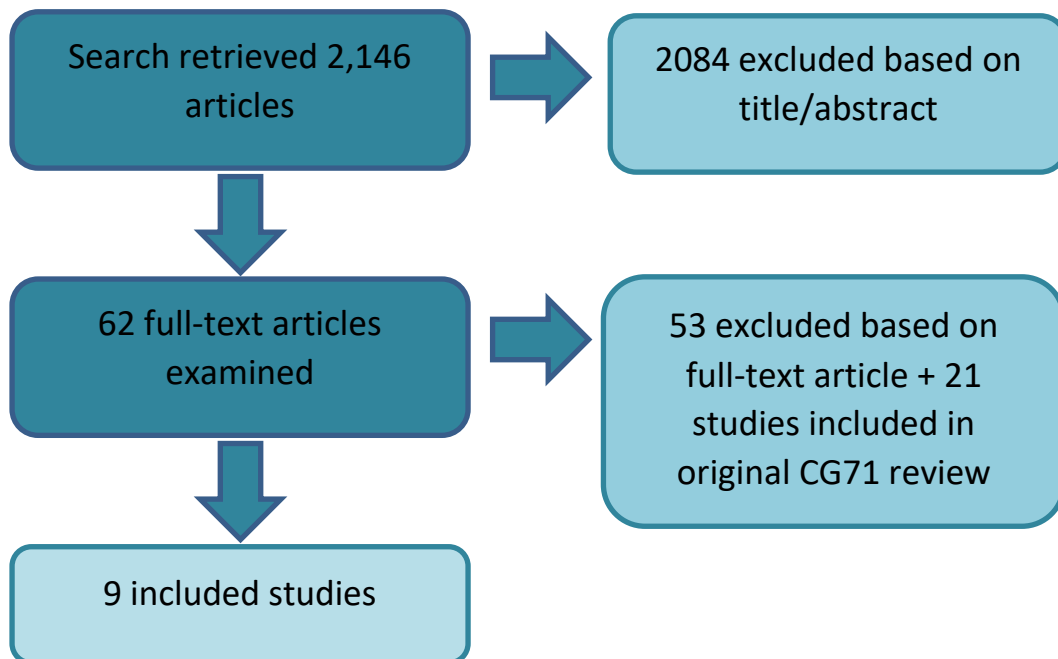 Search retrieved 2,146
articles
2084 excluded based on
title/abstract
62 full-text articles
examined
53 excluded based on
full-text article + 21
studies included in
original CG71 review
9 included studies